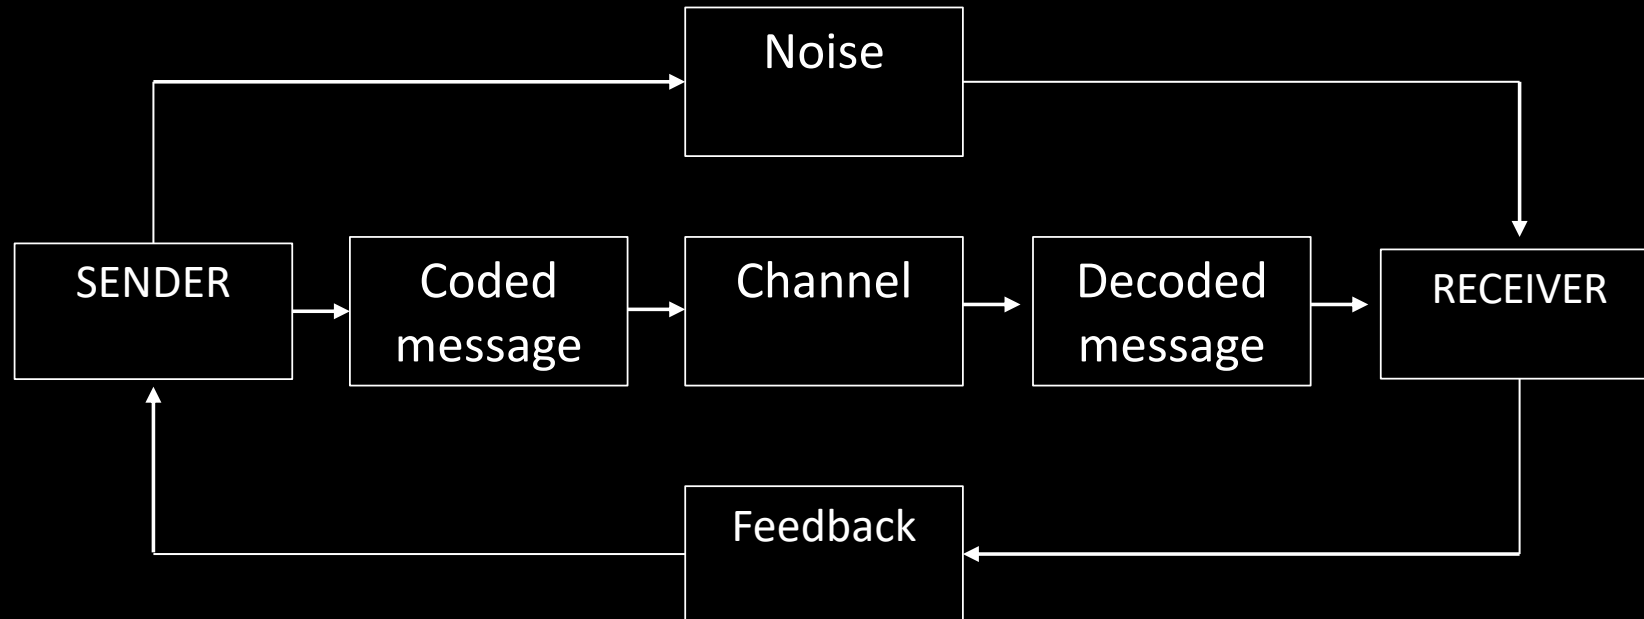 Noise
SENDER
Coded
message
Channel
Decoded
message
RECEIVER
Feedback